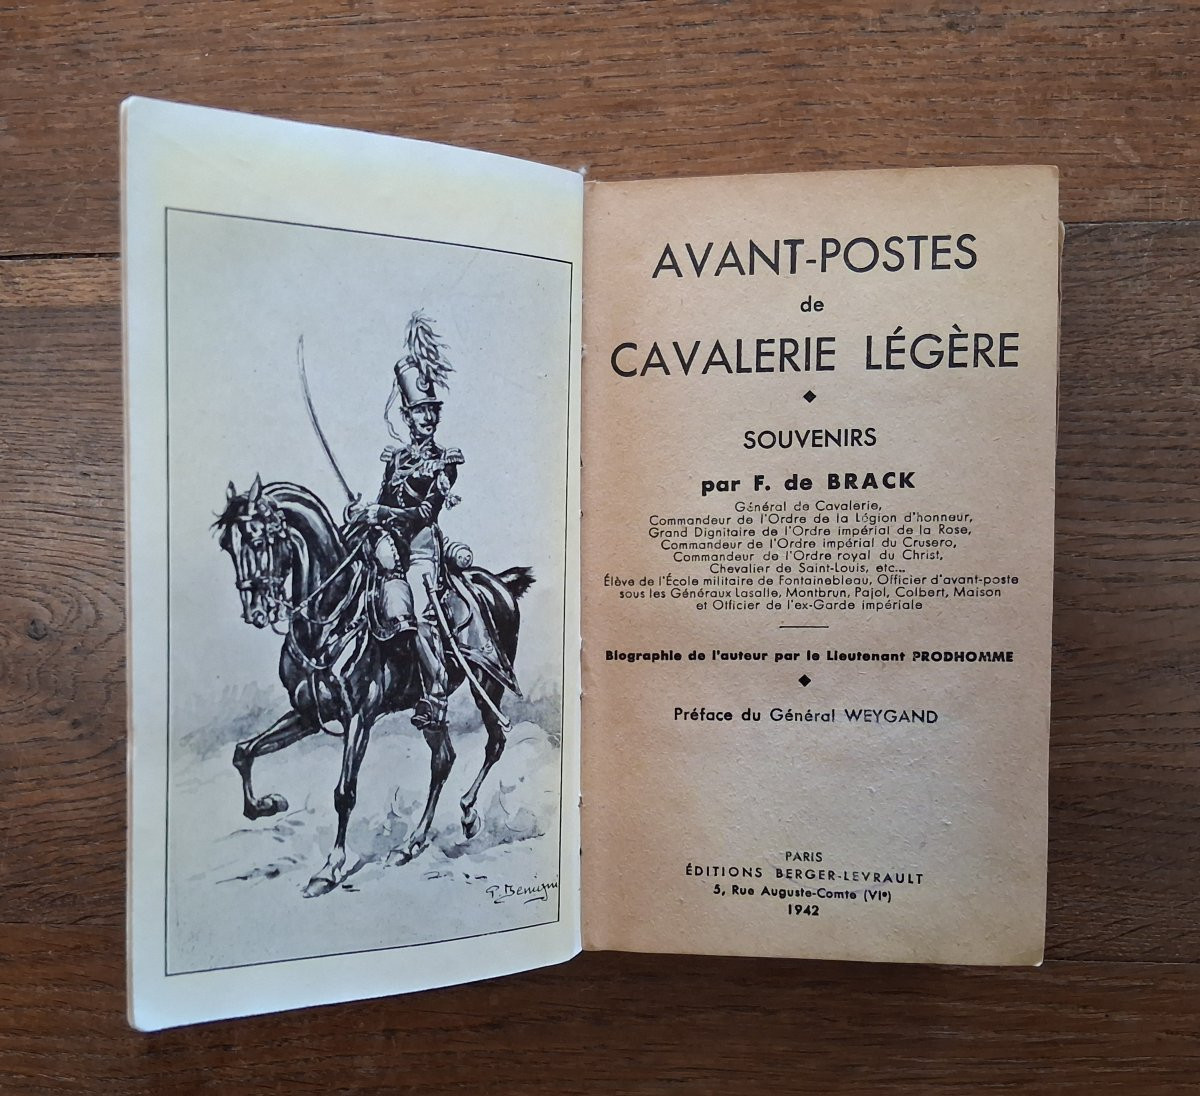 P. Benigni
AVANT-POSTES
de
CAVALERIE LÉGÈRE
SOUVENIRS
par F. de BRACK
Général de Cavalerie,
Commandeur de l'Ordre de la Légion d'honneur,
Grand Dignitaire de l'Ordre impérial de la Rose,
Commandeur de l'Ordre impérial du Crusero,
Commandeur de l'Ordre royal du Christ,
Chevalier de Saint-Louis, etc...
Élève de l'École militaire de Fontainebleau, Officier d'avant-poste
sous les Généraux Lasalle, Montbrun, Pajol, Colbert, Maison
et Officier de l'ex-Garde impériale
Biographie de l'auteur par le Lieutenant PRODHOMME
Préface du Général WEYGAND
PARIS
ÉDITIONS BERGER-LEVRAULT
5, Rue Auguste-Comte (VIe)
1942